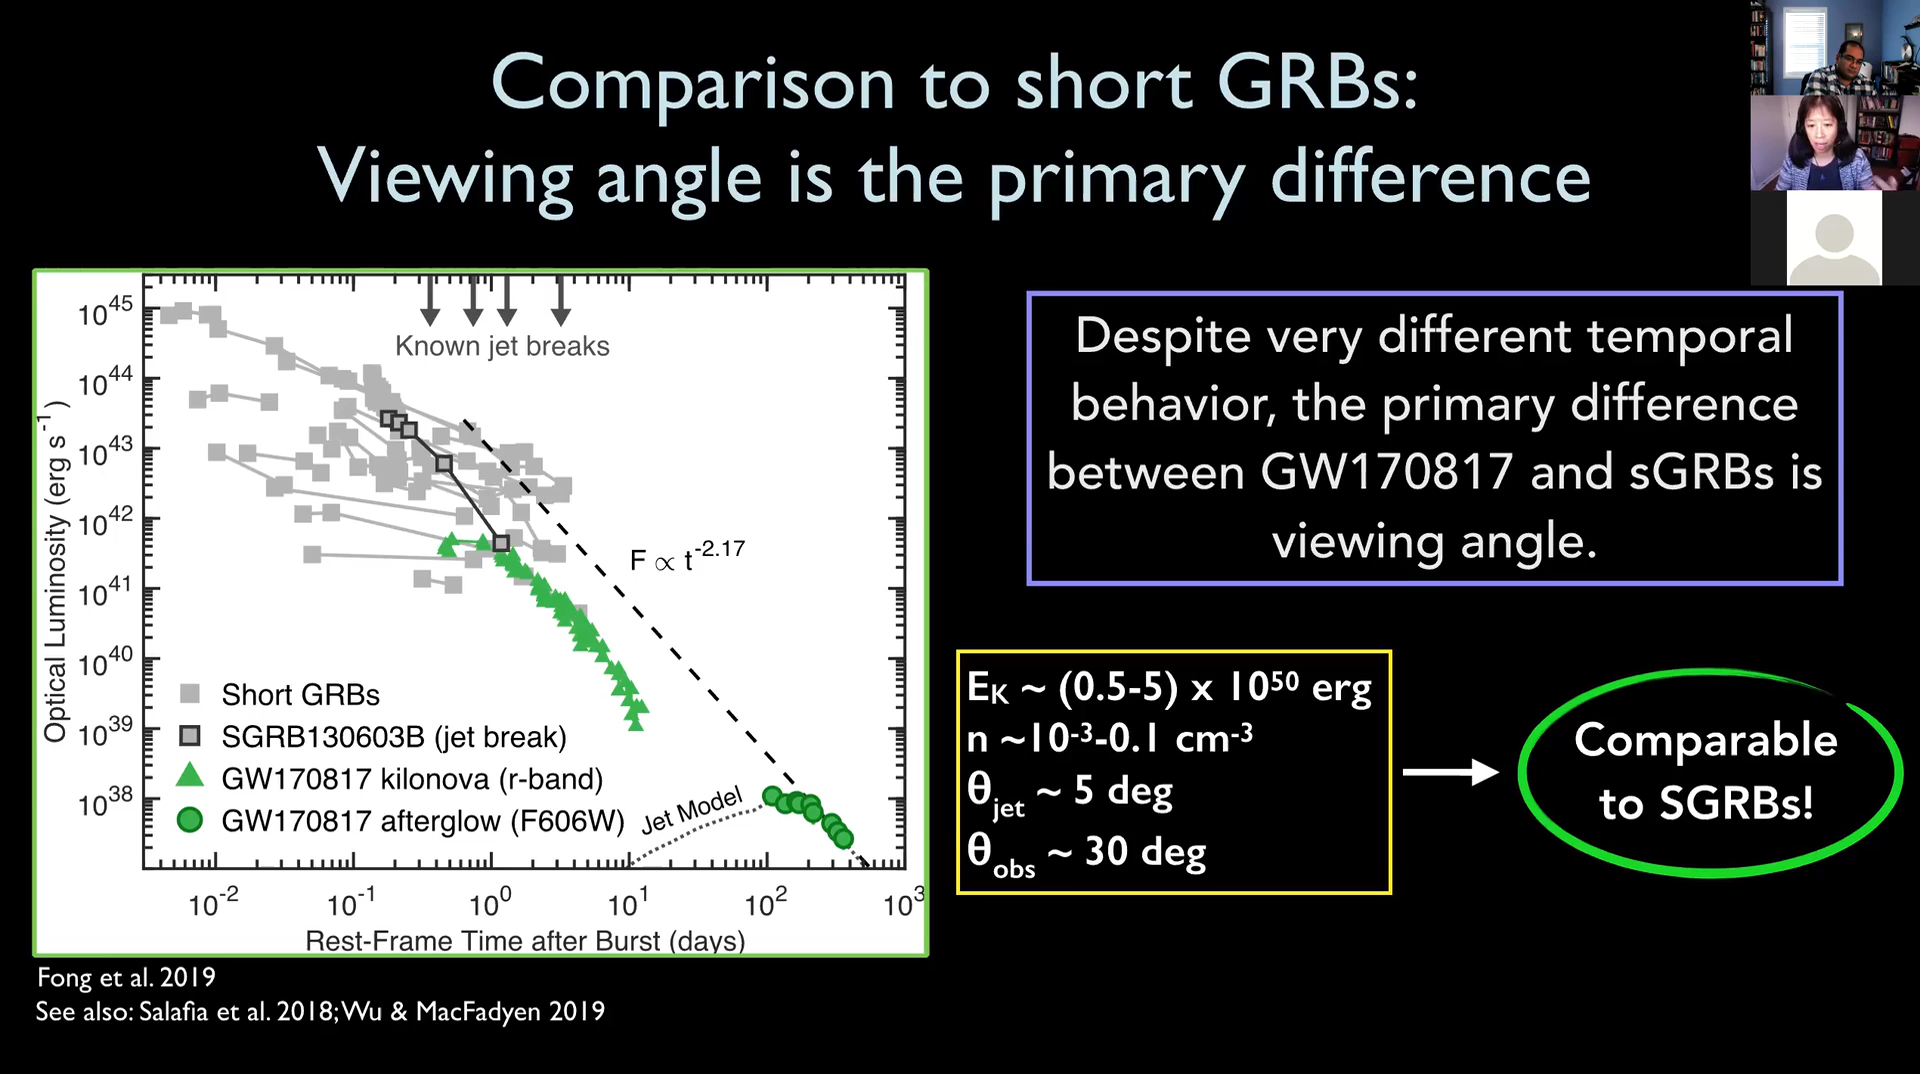 Comparison to short GRBs:
Viewing angle is the primary difference
10^45
10^44
10^43
10^42
10^41
10^40
10^39
10^38
Optical Luminosity (erg s^-1)
Known jet breaks
F ∝ t^-2.17
Short GRBs
SGRB130603B (jet break)
GW170817 kilonova (r-band)
GW170817 afterglow (F606W)
Jet Model
10^-2 10^-1 10^0 10^1 10^2 10^3
Rest-Frame Time after Burst (days)
Despite very different temporal
behavior, the primary difference
between GW170817 and sGRBs is
viewing angle.
E_K ~ (0.5-5) x 10^50 erg
n ~10^-3-0.1 cm^-3
θ_jet ~ 5 deg
θ_obs ~ 30 deg
Comparable
to SGRBs!
Fong et al. 2019
See also: Salafia et al. 2018; Wu & MacFadyen 2019